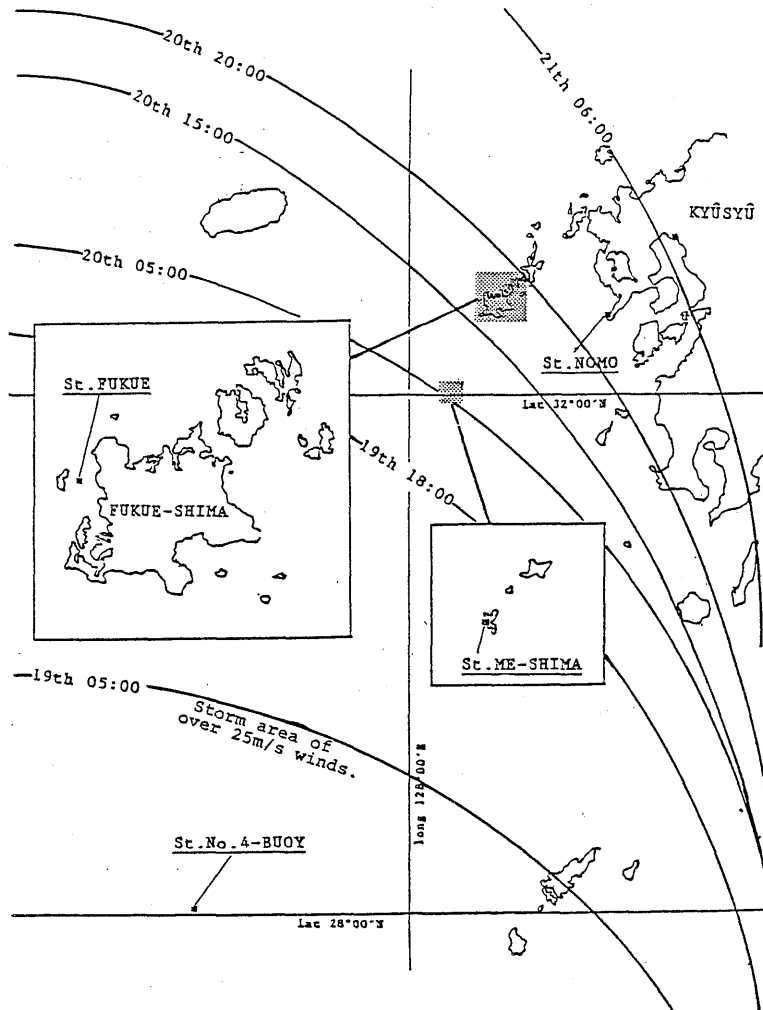 20th 20:00
20th 15:00
21th 06:00
KYÛSYÛ
20th 05:00
St.NOMO
St.FUKUE
Lat 32°00'N
19th 18:00
FUKUE-SHIMA
St.ME-SHIMA
19th 05:00
Storm area of
over 25m/s winds.
long 128°00'E
St.No.4-BUOY
Lat 28°00'N